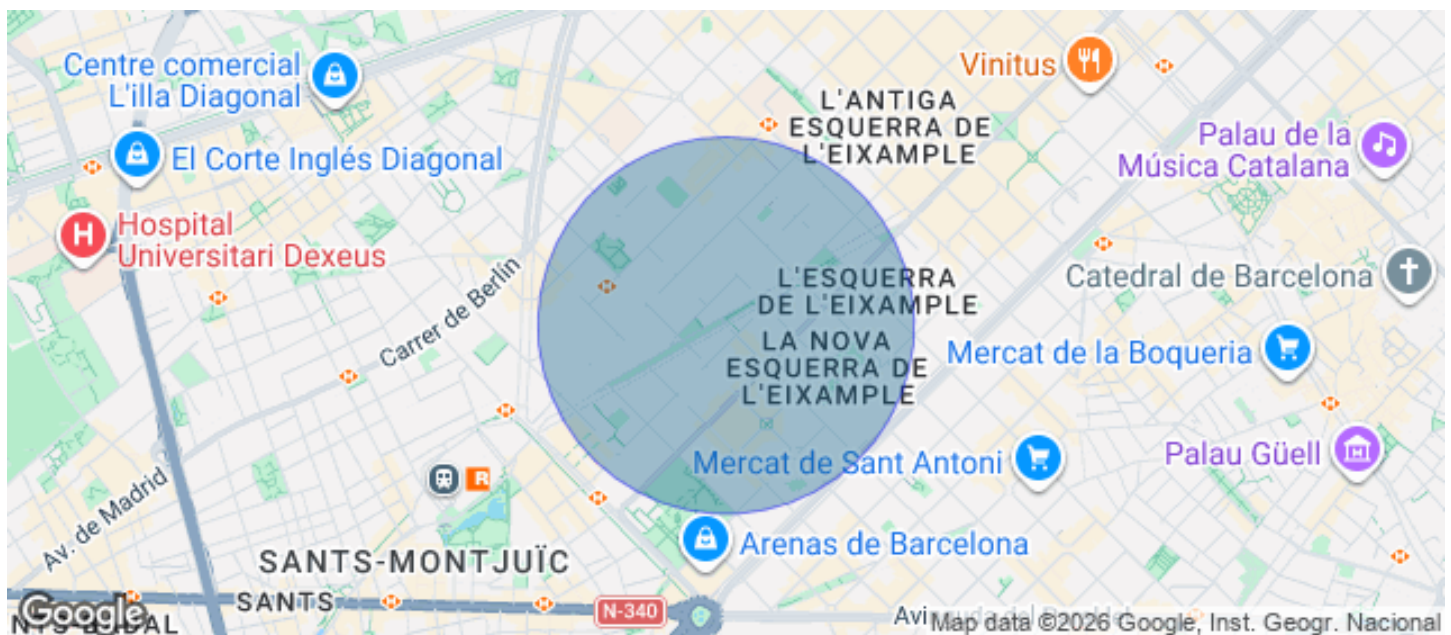 Centre comercial
L'illa Diagonal
El Corte Inglés Diagonal
Hospital
Universitari Dexeus
Vinitus
L'ANTIGA
ESQUERRA DE
L'EIXAMPLE
Palau de la
Música Catalana
Carrer de Berlín
L'ESQUERRA
DE L'EIXAMPLE
Catedral de Barcelona
LA NOVA
ESQUERRA DE
L'EIXAMPLE
Mercat de la Boqueria
Mercat de Sant Antoni
Palau Güell
Av. de Madrid
R
Arenas de Barcelona
SANTS-MONTJUÏC
SANTS
N-340
Google
Map data ©2026 Google, Inst. Geogr. Nacional